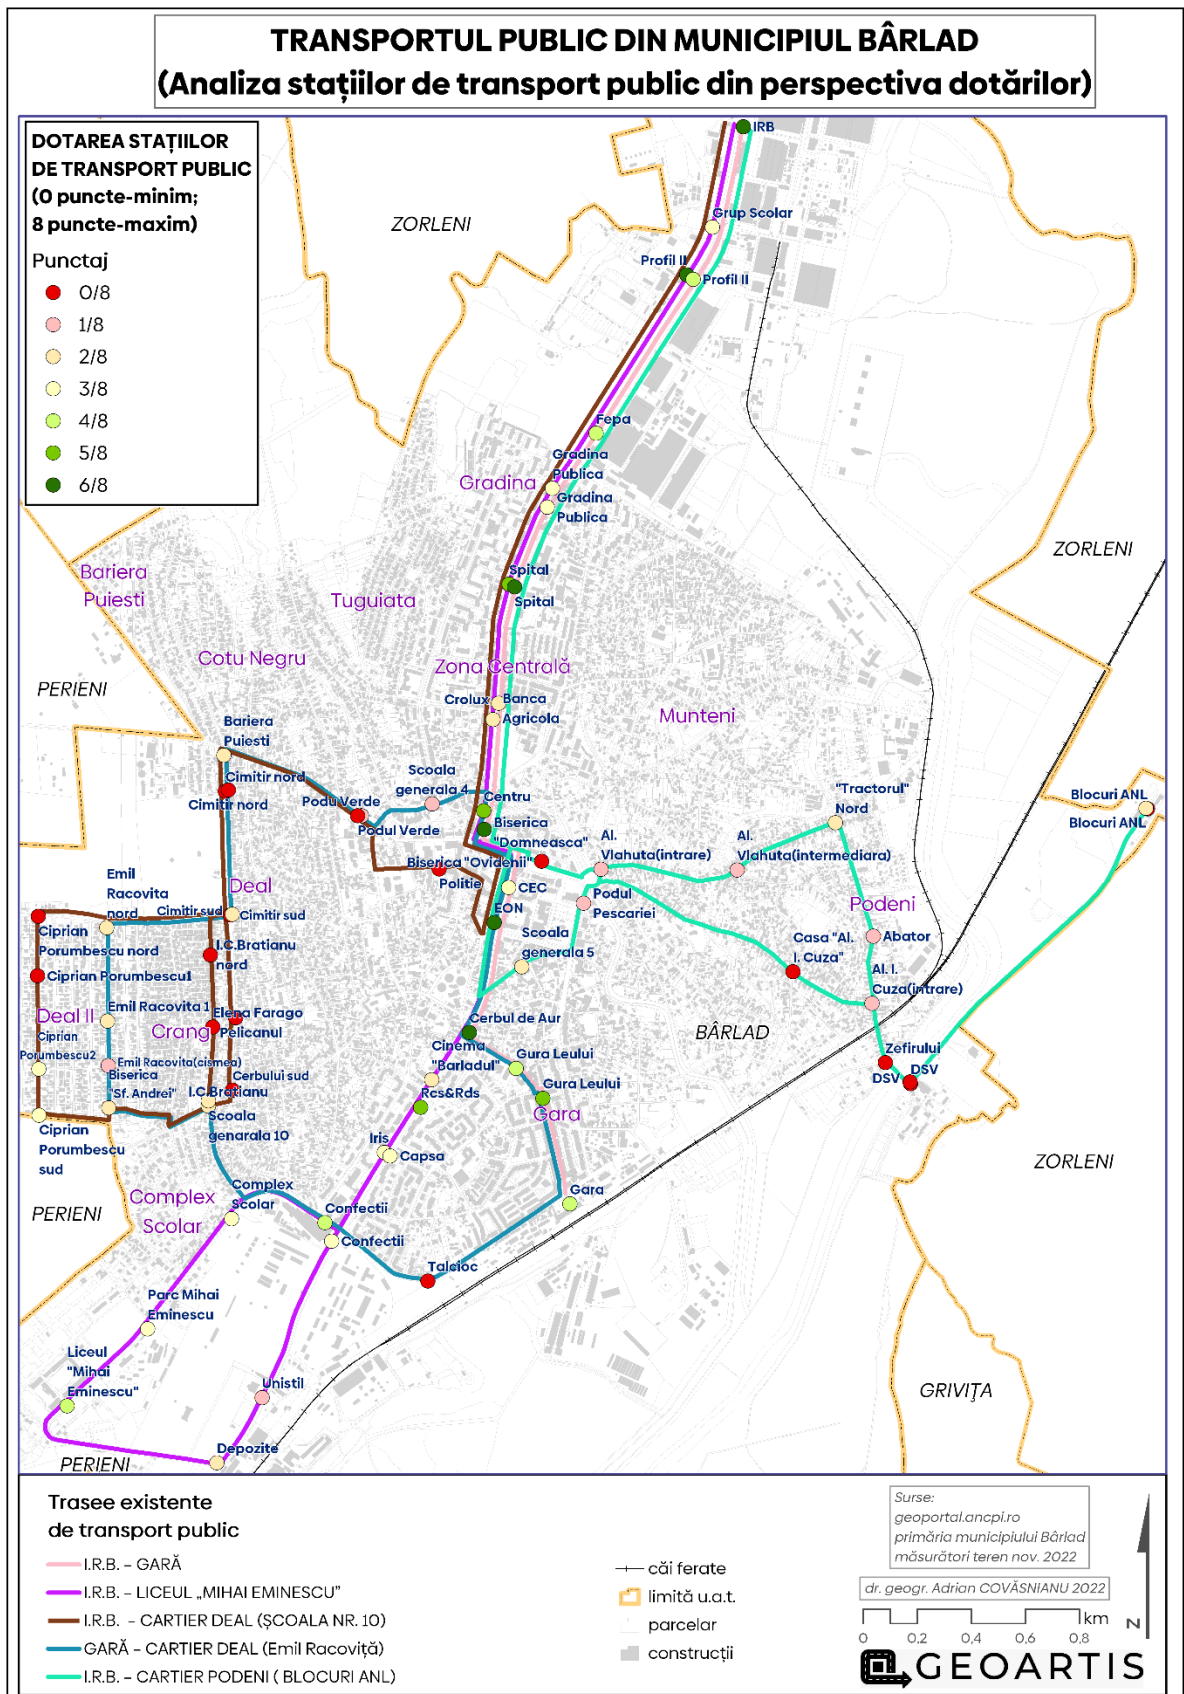 TRANSPORTUL PUBLIC DIN MUNICIPIUL BÂRLAD
(Analiza stațiilor de transport public din perspectiva dotărilor)
DOTAREA STAȚIILOR
DE TRANSPORT PUBLIC
(0 puncte-minim;
8 puncte-maxim)
Punctaj
0/8
1/8
2/8
3/8
4/8
5/8
6/8
IRB
ZORLENI
Grup Scolar
Profil II
Profil II
Fepa
Gradina
Publica
Gradina
Gradina
Publica
ZORLENI
Bariera
Puiesti
Spital
Spital
Tuguiata
Cotu Negru
Zona Centrală
PERIENI
Crolux
Banca
Agricola
Munteni
Bariera
Puiesti
Cimitir nord
Cimitir nord
Scoala
generala 4
Podu Verde
Podul Verde
Centru
Biserica
"Domneasca"
"Tractorul"
Nord
Blocuri ANL
Blocuri ANL
Al.
Vlahuta(intrare)
Al.
Vlahuta(intermediara)
Biserica "Ovidenii"
Politie
CEC
Podul
Pescariei
Emil
Racovita
nord
Deal
Cimitir sud
Cimitir sud
EON
Podeni
Ciprian
Porumbescu nord
I.C.Bratianu
nord
Scoala
generala 5
Casa "Al.
I. Cuza"
Abator
Ciprian Porumbescu1
Al. I.
Cuza(intrare)
Deal II
Emil Racovita 1
Elena Farago
Crang
Pelicanul
Cerbul de Aur
BÂRLAD
Ciprian
Porumbescu2
Emil Racovita(cismea)
Biserica
"Sf. Andrei"
Cerbului sud
I.C.Bratianu
Cinema
"Barladul"
Gura Leului
Zefirului
DSV
DSV
Rcs&Rds
Gura Leului
Gara
Ciprian
Porumbescu
sud
Scoala
genarala 10
Iris
Capsa
ZORLENI
Complex
Scolar
Complex
Scolar
PERIENI
Confectii
Confectii
Gara
Talcioc
Parc Mihai
Eminescu
Liceul
"Mihai
Eminescu"
Unistil
GRIVIȚA
Depozite
PERIENI
Trasee existente
de transport public
I.R.B. - GARĂ
I.R.B. - LICEUL „MIHAI EMINESCU"
I.R.B. - CARTIER DEAL (ȘCOALA NR. 10)
GARĂ - CARTIER DEAL (Emil Racoviță)
I.R.B. - CARTIER PODENI ( BLOCURI ANL)
căi ferate
limită u.a.t.
parcelar
construcții
Surse:
geoportal.ancpi.ro
primăria municipiului Bârlad
măsurători teren nov. 2022
dr. geogr. Adrian COVĂSNIANU 2022
km
0 0,2 0,4 0,6 0,8
N
GEOARTIS